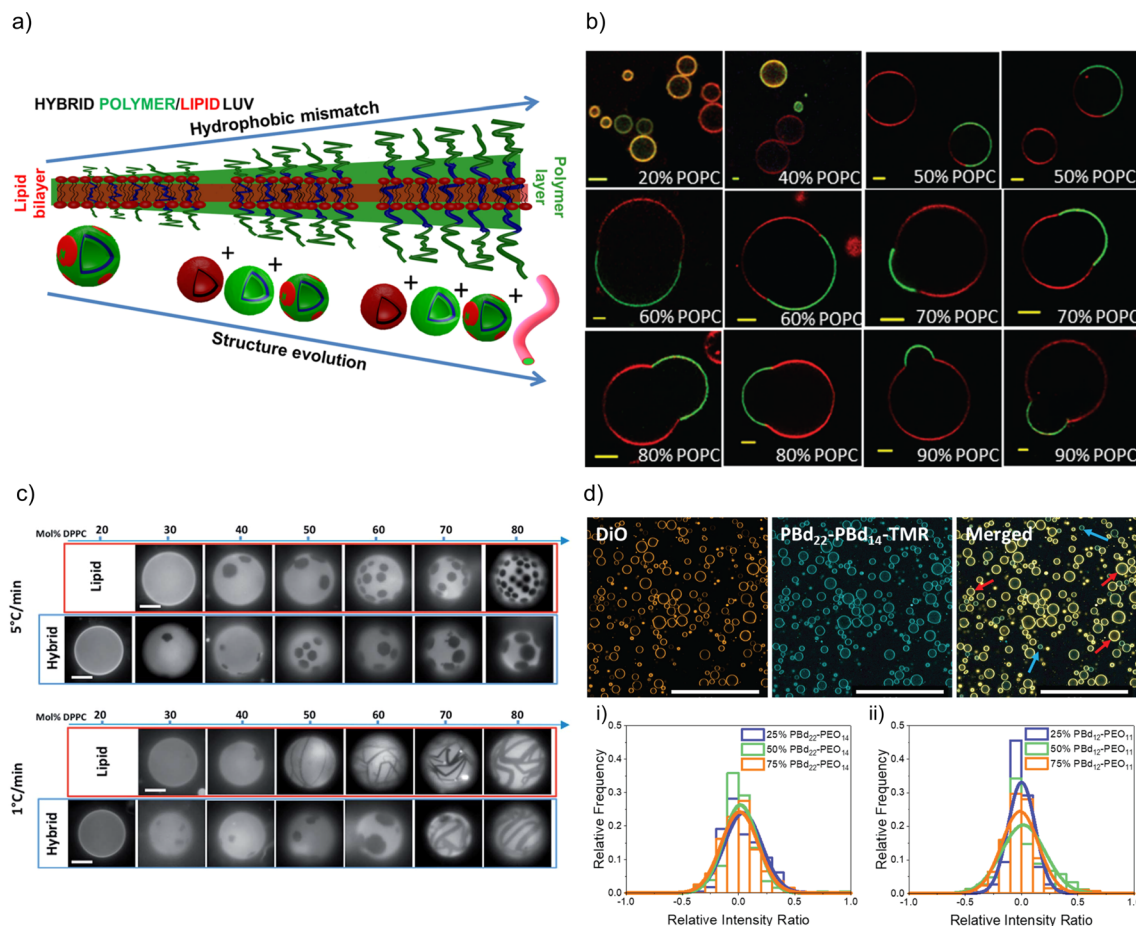 a)
HYBRID POLYMER/LIPID LUV
Hydrophobic mismatch
Lipid
bilayer
Polymer
layer
+
+
+
+
+
Structure evolution
b)
20% POPC
40% POPC
50% POPC
50% POPC
60% POPC
60% POPC
70% POPC
70% POPC
80% POPC
80% POPC
90% POPC
90% POPC
c)
Mol% DPPC 20 30 40 50 60 70 80
5°C/min
Lipid
Hybrid
Mol% DPPC 20 30 40 50 60 70 80
1°C/min
Lipid
Hybrid
d)
DiO
PBd22-PBd14-TMR
Merged
i)
0.5
0.4
0.3
0.2
0.1
0.0
Relative Frequency
25% PBd22-PEO14
50% PBd22-PEO14
75% PBd22-PEO14
-1.0 -0.5 0.0 0.5 1.0
Relative Intensity Ratio
ii)
0.5
0.4
0.3
0.2
0.1
0.0
Relative Frequency
25% PBd12-PEO11
50% PBd12-PEO11
75% PBd12-PEO11
-1.0 -0.5 0.0 0.5 1.0
Relative Intensity Ratio